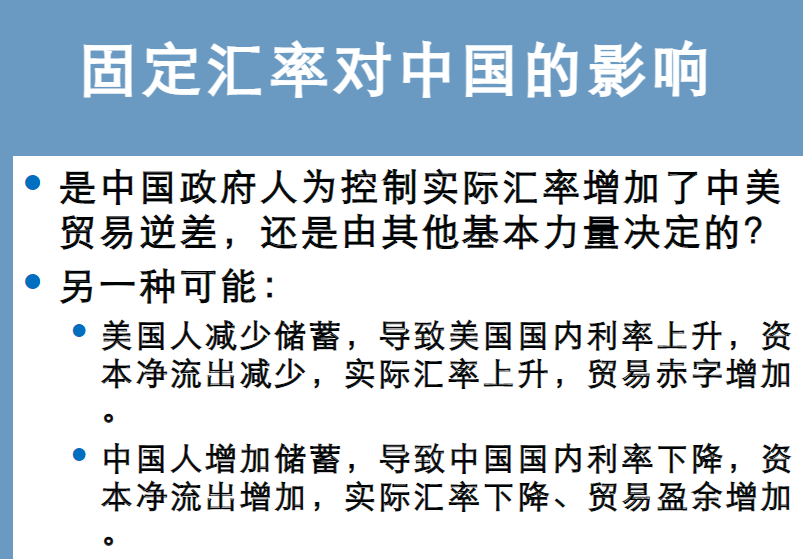 固定汇率对中国的影响
• 是中国政府人为控制实际汇率增加了中美
贸易逆差，还是由其他基本力量决定的？
• 另一种可能：
• 美国人减少储蓄，导致美国国内利率上升，资
本净流出减少，实际汇率上升，贸易赤字增加
。
• 中国人增加储蓄，导致中国国内利率下降，资
本净流出增加，实际汇率下降、贸易盈余增加
。